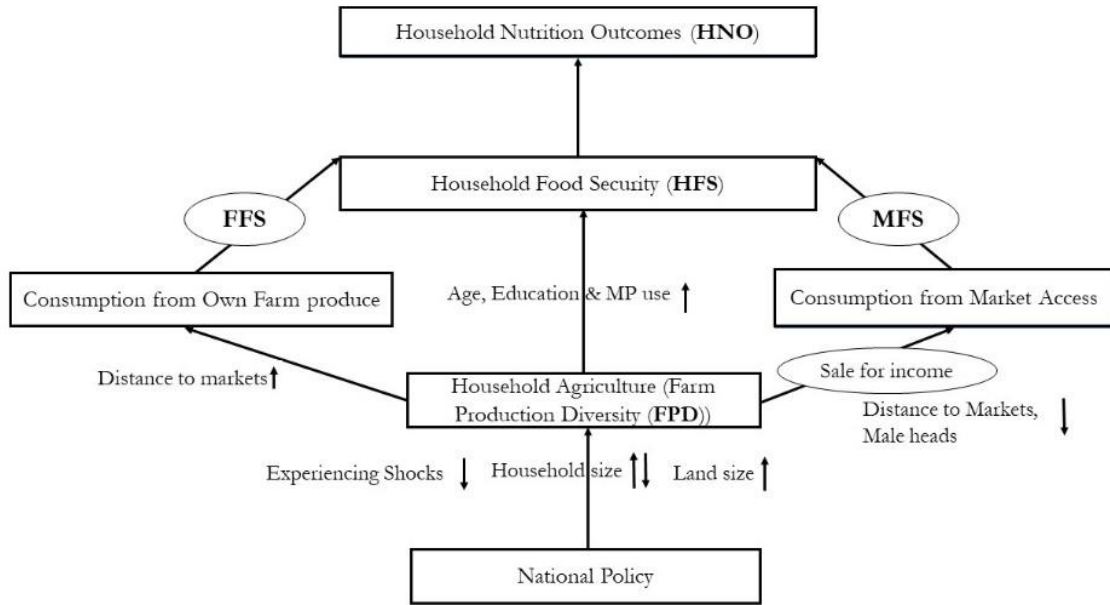 Household Nutrition Outcomes (HNO)
Household Food Security (HFS)
FFS
MFS
Consumption from Own Farm produce
Age, Education & MP use
Consumption from Market Access
Distance to markets
Household Agriculture (Farm
Production Diversity (FPD))
Sale for income
Distance to Markets,
Male heads
Experiencing Shocks
Household size
Land size
National Policy